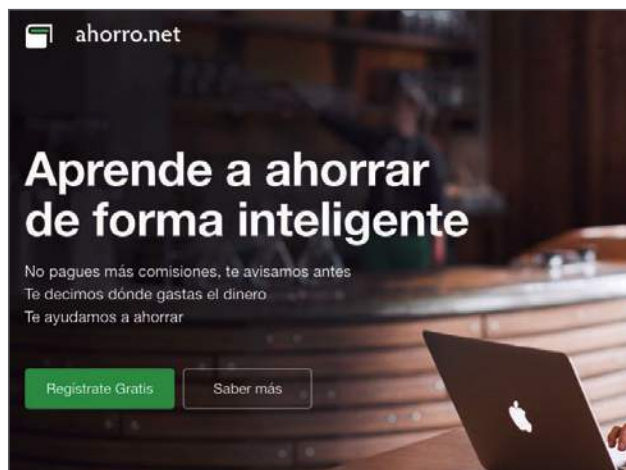 ahorro.net
Aprende a ahorrar
de forma inteligente
No pagues más comisiones, te avisamos antes
Te decimos dónde gastas el dinero
Te ayudamos a ahorrar
Regístrate Gratis
Saber más